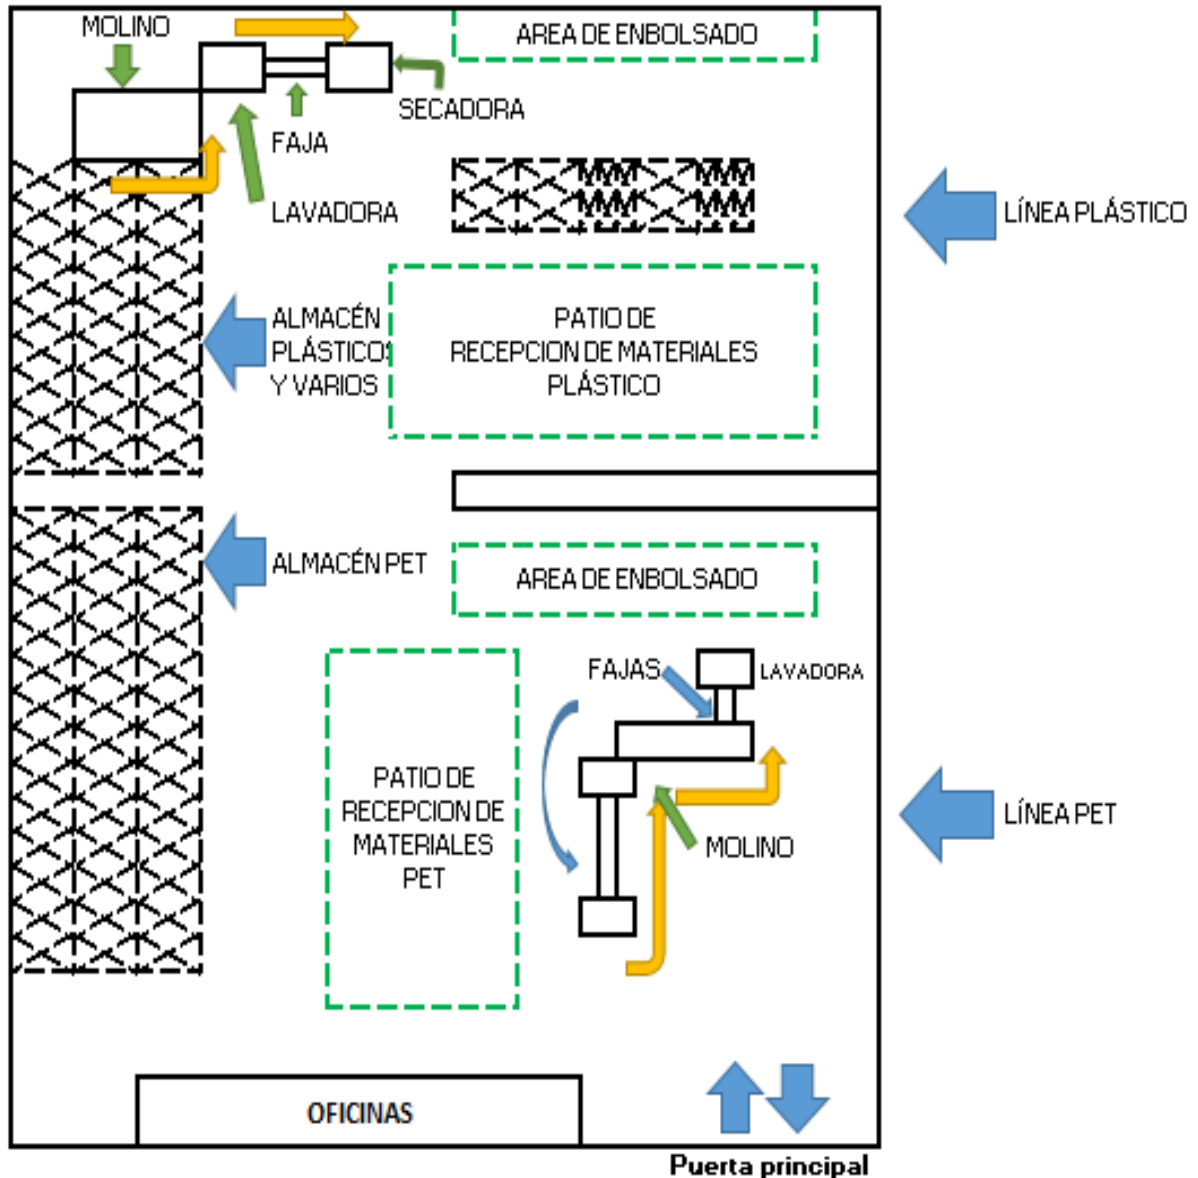 MOLINO
AREA DE ENBOLSADO
SECADORA
FAJA
LAVADORA
LÍNEA PLÁSTICO
ALMACÉN
PLÁSTICOS
Y VARIOS
PATIO DE
RECEPCION DE MATERIALES
PLÁSTICO
ALMACÉN PET
AREA DE ENBOLSADO
FAJAS
LAVADORA
PATIO DE
RECEPCION DE
MATERIALES
PET
MOLINO
LÍNEA PET
OFICINAS
Puerta principal